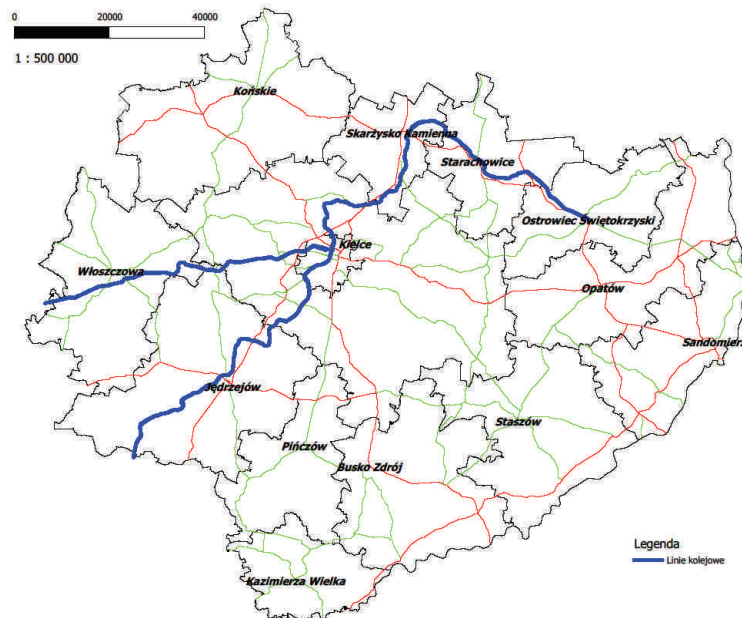 0 20000 40000
1 : 500 000
Końskie
Skarżysko Kamienna
Starachowice
Ostrowiec Świętokrzyski
Kielce
Włoszczowa
Opatów
Sandomierz
Jędrzejów
Staszów
Pińczów
Busko Zdrój
Kazimierza Wielka
Legenda
Linie kolejowe